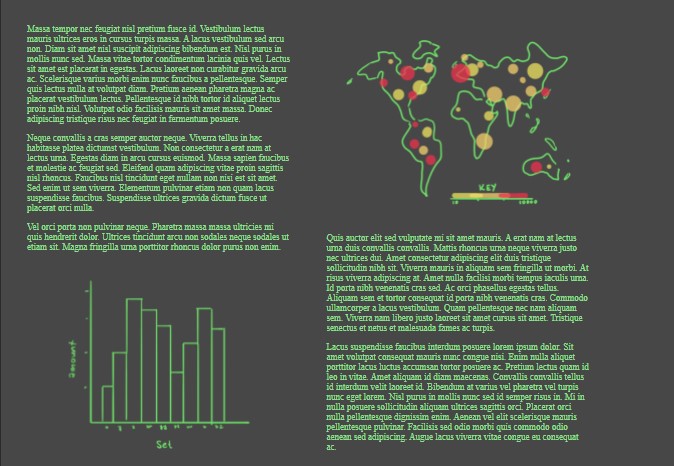 Massa tempor nec feugiat nisl pretium fusce id. Vestibulum lectus
mauris ultrices eros in cursus turpis massa. A lacus vestibulum sed arcu
non. Diam sit amet nisl suscipit adipiscing bibendum est. Nisl purus in
mollis nunc sed. Massa vitae tortor condimentum lacinia quis vel. Lectus
sit amet est placerat in egestas. Lacus laoreet non curabitur gravida arcu
ac. Scelerisque varius morbi enim nunc faucibus a pellentesque. Semper
quis lectus nulla at volutpat diam. Pretium aenean pharetra magna ac
placerat vestibulum lectus. Pellentesque id nibh tortor id aliquet lectus
proin nibh nisl. Volutpat odio facilisis mauris sit amet massa. Donec
adipiscing tristique risus nec feugiat in fermentum posuere.
Neque convallis a cras semper auctor neque. Viverra tellus in hac
habitasse platea dictumst vestibulum. Non consectetur a erat nam at
lectus urna. Egestas diam in arcu cursus euismod. Massa sapien faucibus
et molestie ac feugiat sed. Eleifend quam adipiscing vitae proin sagittis
nisl rhoncus. Faucibus nisl tincidunt eget nullam non nisi est sit amet.
Sed enim ut sem viverra. Elementum pulvinar etiam non quam lacus
suspendisse faucibus. Suspendisse ultrices gravida dictum fusce ut
placerat orci nulla.
Vel orci porta non pulvinar neque. Pharetra massa massa ultricies mi
quis hendrerit dolor. Ultrices tincidunt arcu non sodales neque sodales ut
etiam sit. Magna fringilla urna porttitor rhoncus dolor purus non enim.
Amount
Set
KEY
10
Quis auctor elit sed vulputate mi sit amet mauris. A erat nam at lectus
urna duis convallis convallis. Mattis rhoncus urna neque viverra justo
nec ultrices dui. Amet consectetur adipiscing elit duis tristique
sollicitudin nibh sit. Viverra mauris in aliquam sem fringilla ut morbi. At
risus viverra adipiscing at. Amet nulla facilisi morbi tempus iaculis urna.
Id porta nibh venenatis cras sed. Ac orci phasellus egestas tellus.
Aliquam sem et tortor consequat id porta nibh venenatis cras. Commodo
ullamcorper a lacus vestibulum. Quam pellentesque nec nam aliquam
sem. Viverra nam libero justo laoreet sit amet cursus sit amet. Tristique
senectus et netus et malesuada fames ac turpis.
Lacus suspendisse faucibus interdum posuere lorem ipsum dolor. Sit
amet volutpat consequat mauris nunc congue nisi. Enim nulla aliquet
porttitor lacus luctus accumsan tortor posuere ac. Pretium lectus quam id
leo in vitae. Amet aliquam id diam maecenas. Convallis convallis tellus
id interdum velit laoreet id. Bibendum at varius vel pharetra vel turpis
nunc eget lorem. Nisl purus in mollis nunc sed id semper risus in. Mi in
nulla posuere sollicitudin aliquam ultrices sagittis orci. Placerat orci
nulla pellentesque dignissim enim. Aenean vel elit scelerisque mauris
pellentesque pulvinar. Facilisis sed odio morbi quis commodo odio
aenean sed adipiscing. Augue lacus viverra vitae congue eu consequat
ac.